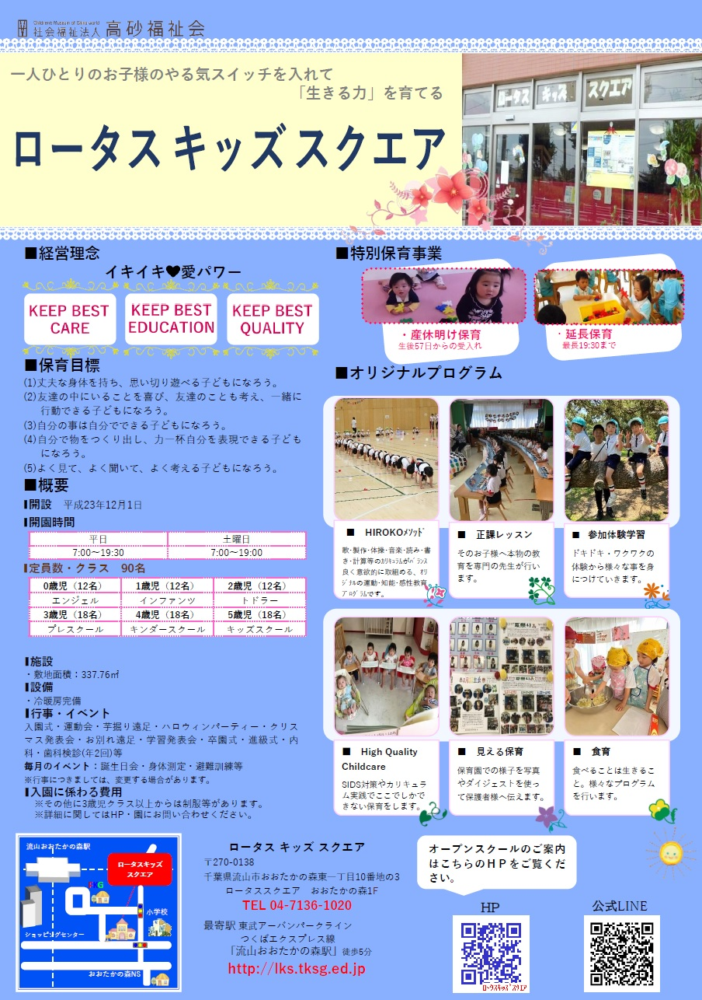 Children's Museum of Shinwworld
社会福祉法人 高砂福祉会
一人ひとりのお子様のやる気スイッチを入れて
「生きる力」を育てる
ロータス キッズ スクエア
ロータス キッズ スクエア
■経営理念
イキイキ♥愛パワー
KEEP BEST CARE
KEEP BEST EDUCATION
KEEP BEST QUALITY
■保育目標
(1)丈夫な身体を持ち、思い切り遊べる子どもになろう。
(2)友達の中にいることを喜び、友達のことも考え、一緒に
行動できる子どもになろう。
(3)自分の事は自分でできる子どもになろう。
(4)自分で物をつくり出し、力一杯自分を表現できる子ども
になろう。
(5)よく見て、よく聞いて、よく考える子どもになろう。
■概要
開設 平成23年12月1日
開園時間
平日 土曜日
7:00～19:30 7:00～19:00
定員数・クラス 90名
0歳児（12名） 1歳児（12名） 2歳児（12名）
エンジェル インファンツ トドラー
3歳児（18名） 4歳児（18名） 5歳児（18名）
プレスクール キンダースクール キッズスクール
施設
・敷地面積：337.76㎡
設備
・冷暖房完備
行事・イベント
入園式・運動会・芋掘り遠足・ハロウィンパーティー・クリス
マス発表会・お別れ遠足・学習発表会・卒園式・進級式・内
科・歯科検診(年2回)等
毎月のイベント：誕生日会・身体測定・避難訓練等
※行事につきましては、変更する場合があります。
入園に係わる費用
※その他に3歳児クラス以上からは制服等があります。
※詳細に関してはHP・園にお問い合わせください。
■特別保育事業
・産休明け保育
生後57日からの受入れ
・延長保育
最長19:30まで
■オリジナルプログラム
■ HIROKOﾒｿｯﾄﾞ
歌･製作･体操･音楽･読み･書
き･計算等のｶﾘｷｭﾗﾑがﾊﾞﾗﾝｽ
良く意欲的に取組める、ｵﾘ
ｼﾞﾅﾙの運動･知能･感性教育
ﾌﾟﾛｸﾞﾗﾑです。
■ 正課レッスン
そのお子様へ本物の教
育を専門の先生が行い
ます。
■ 参加体験学習
ドキドキ・ワクワクの
体験から様々な事を身
につけていきます。
夏祭り
■ High Quality
Childcare
SIDS対策やカリキュラ
ム実践でここでしかで
きない保育をします。
■ 見える保育
保育園での様子を写真
やダイジェストを使っ
て保護者様へ伝えます。
■ 食育
食べることは生きるこ
と。様々なプログラム
を行います。
流山おおたかの森駅
ロータスキッズ
スクエア
小学校
ショッピングセンター
おおたかの森NS
ロータス キッズ スクエア
〒270-0138
千葉県流山市おおたかの森東一丁目10番地の3
ロータススクエア おおたかの森1F
TEL 04-7136-1020
最寄駅 東武アーバンパークライン
つくばエクスプレス線
「流山おおたかの森駅」徒歩5分
http://lks.tksg.ed.jp
オープンスクールのご案内
はこちらのＨＰをご覧くだ
さい。
HP
公式LINE
ﾛｰﾀｽｷｯｽﾞｽｸｴｱ